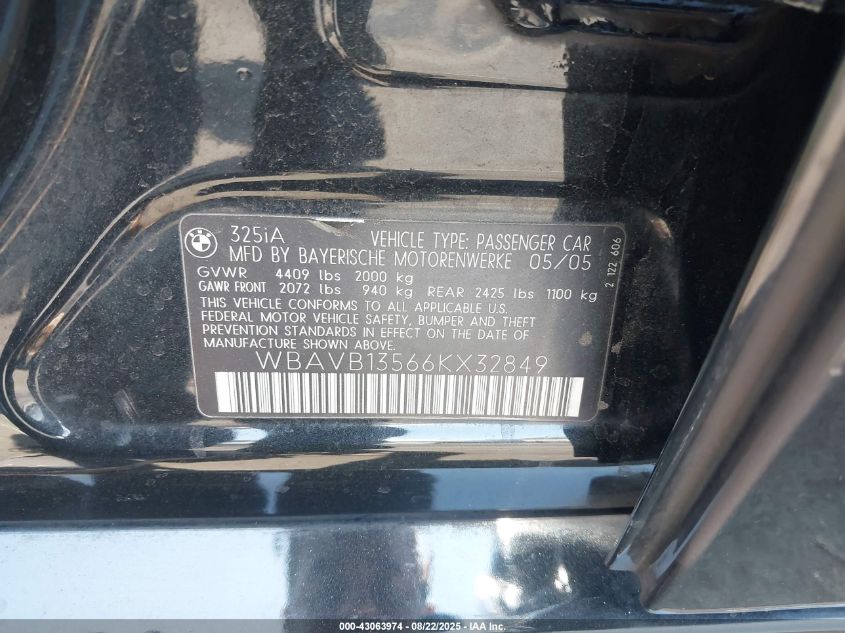 BMW
325iA VEHICLE TYPE: PASSENGER CAR
MFD BY BAYERISCHE MOTORENWERKE 05/05
GVWR 4409 lbs 2000 kg
GAWR FRONT 2072 lbs 940 kg REAR 2425 lbs 1100 kg
THIS VEHICLE CONFORMS TO ALL APPLICABLE U.S.
FEDERAL MOTOR VEHICLE SAFETY, BUMPER AND THEFT
PREVENTION STANDARDS IN EFFECT ON THE DATE OF
MANUFACTURE SHOWN ABOVE.
WBAVB13566KX32849
2 122 606
000-43063974 - 08/22/2025 - IAA Inc.